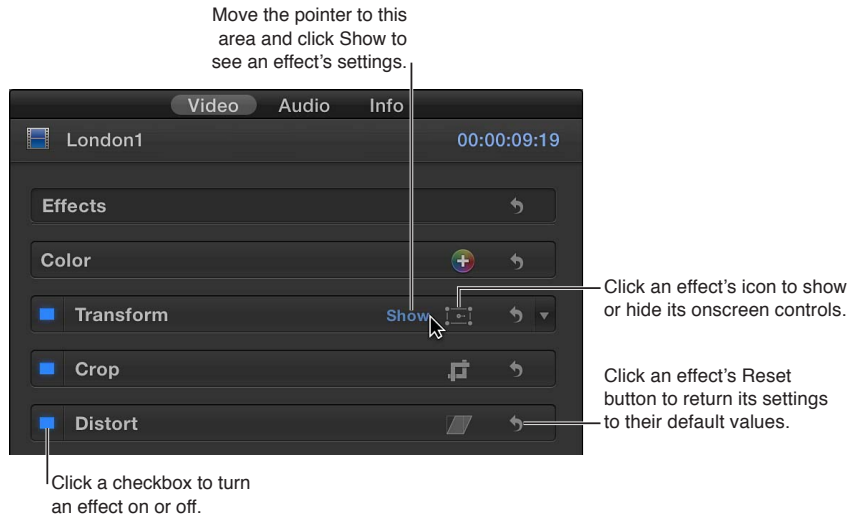 Move the pointer to this
area and click Show to
see an effect’s settings.
Video Audio Info
London1 00:00:09:19
Effects
Color
Transform Show
Click an effect’s icon to show
or hide its onscreen controls.
Crop
Distort
Click an effect’s Reset
button to return its settings
to their default values.
Click a checkbox to turn
an effect on or off.